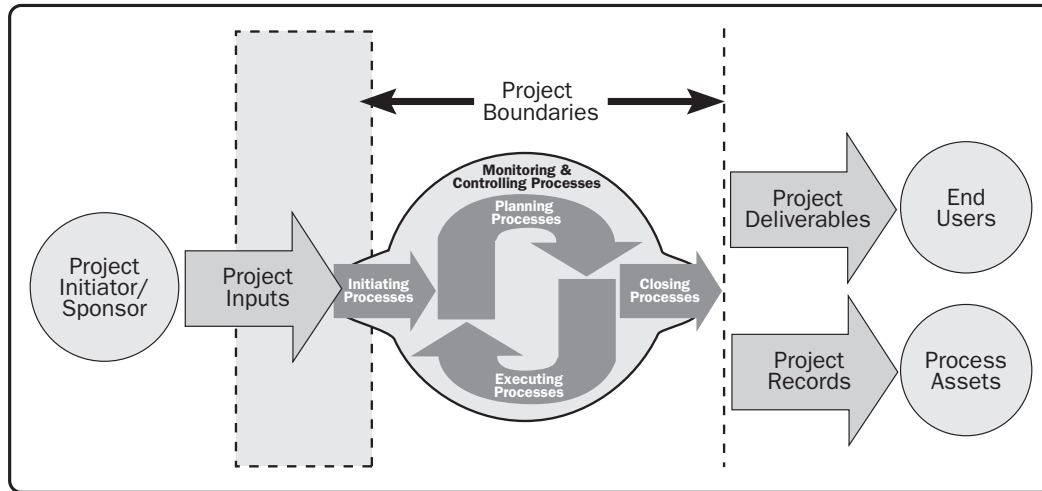 Project
Boundaries
Monitoring &
Controlling Processes
Planning
Processes
Project
Initiator/
Sponsor
Project
Inputs
Initiating
Processes
Executing
Processes
Closing
Processes
Project
Deliverables
End
Users
Project
Records
Process
Assets